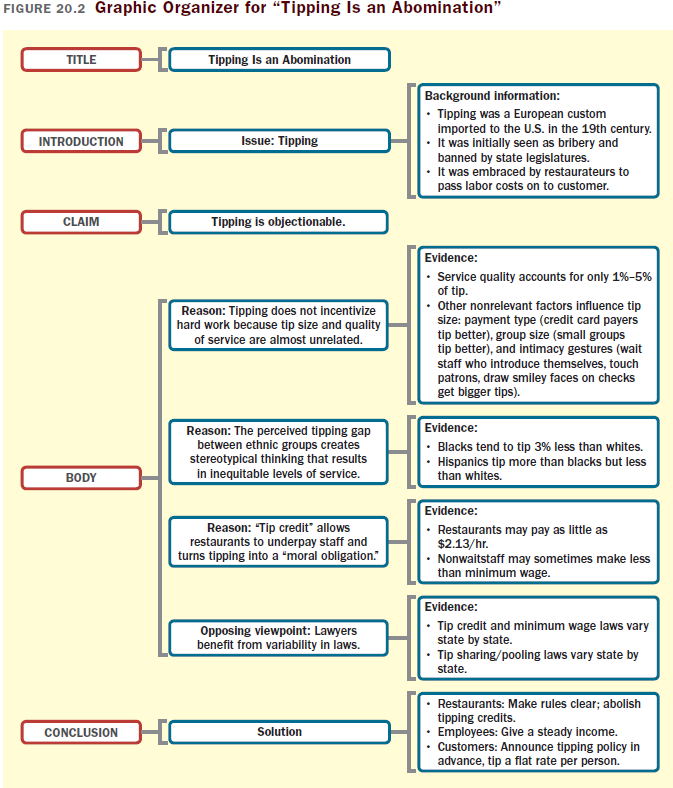 FIGURE 20.2 Graphic Organizer for “Tipping Is an Abomination”
TITLE
Tipping Is an Abomination
INTRODUCTION
Issue: Tipping
Background information:
• Tipping was a European custom
imported to the U.S. in the 19th century.
• It was initially seen as bribery and
banned by state legislatures.
• It was embraced by restaurateurs to
pass labor costs on to customer.
CLAIM
Tipping is objectionable.
BODY
Reason: Tipping does not incentivize
hard work because tip size and quality
of service are almost unrelated.
Evidence:
• Service quality accounts for only 1%–5%
of tip.
• Other nonrelevant factors influence tip
size: payment type (credit card payers
tip better), group size (small groups
tip better), and intimacy gestures (wait
staff who introduce themselves, touch
patrons, draw smiley faces on checks
get bigger tips).
Reason: The perceived tipping gap
between ethnic groups creates
stereotypical thinking that results
in inequitable levels of service.
Evidence:
• Blacks tend to tip 3% less than whites.
• Hispanics tip more than blacks but less
than whites.
Reason: “Tip credit” allows
restaurants to underpay staff and
turns tipping into a “moral obligation.”
Evidence:
• Restaurants may pay as little as
$2.13/hr.
• Nonwaitstaff may sometimes make less
than minimum wage.
Opposing viewpoint: Lawyers
benefit from variability in laws.
Evidence:
• Tip credit and minimum wage laws vary
state by state.
• Tip sharing/pooling laws vary state by
state.
CONCLUSION
Solution
• Restaurants: Make rules clear; abolish
tipping credits.
• Employees: Give a steady income.
• Customers: Announce tipping policy in
advance, tip a flat rate per person.